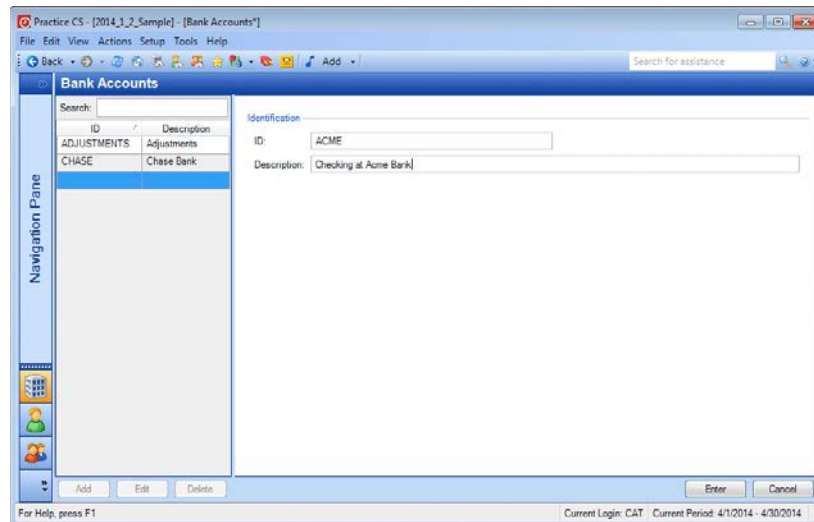 Practice CS - [2014_1_2_Sample] - [Bank Accounts*]
File Edit View Actions Setup Tools Help
Back Add Search for assistance
Bank Accounts
Search:
ID Description
ADJUSTMENTS Adjustments
CHASE Chase Bank
Identification
ID: ACME
Description: Checking at Acme Bank
Navigation Pane
Add Edit Delete Enter Cancel
For Help, press F1 Current Login: CAT Current Period: 4/1/2014 - 4/30/2014